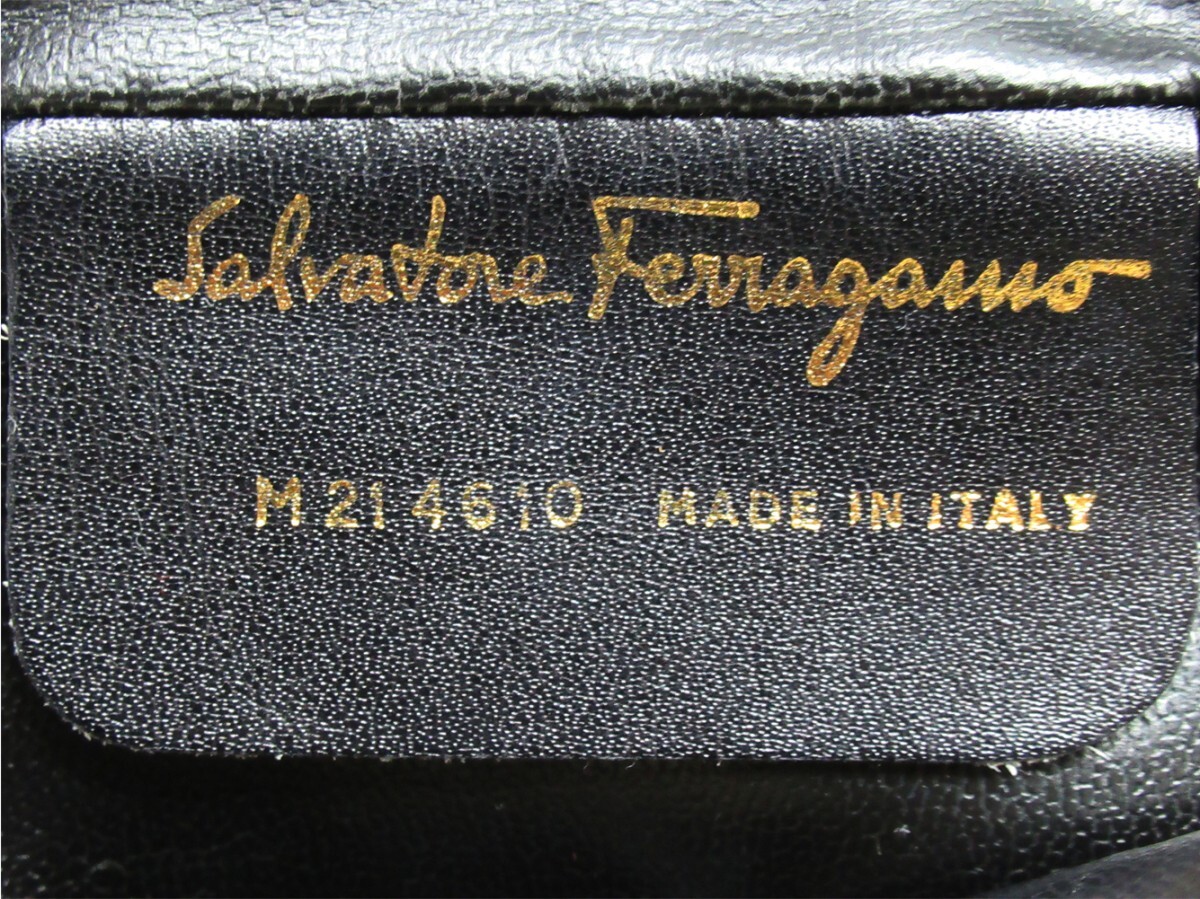 Salvatore Ferragamo
M 21 4610 MADE IN ITALY